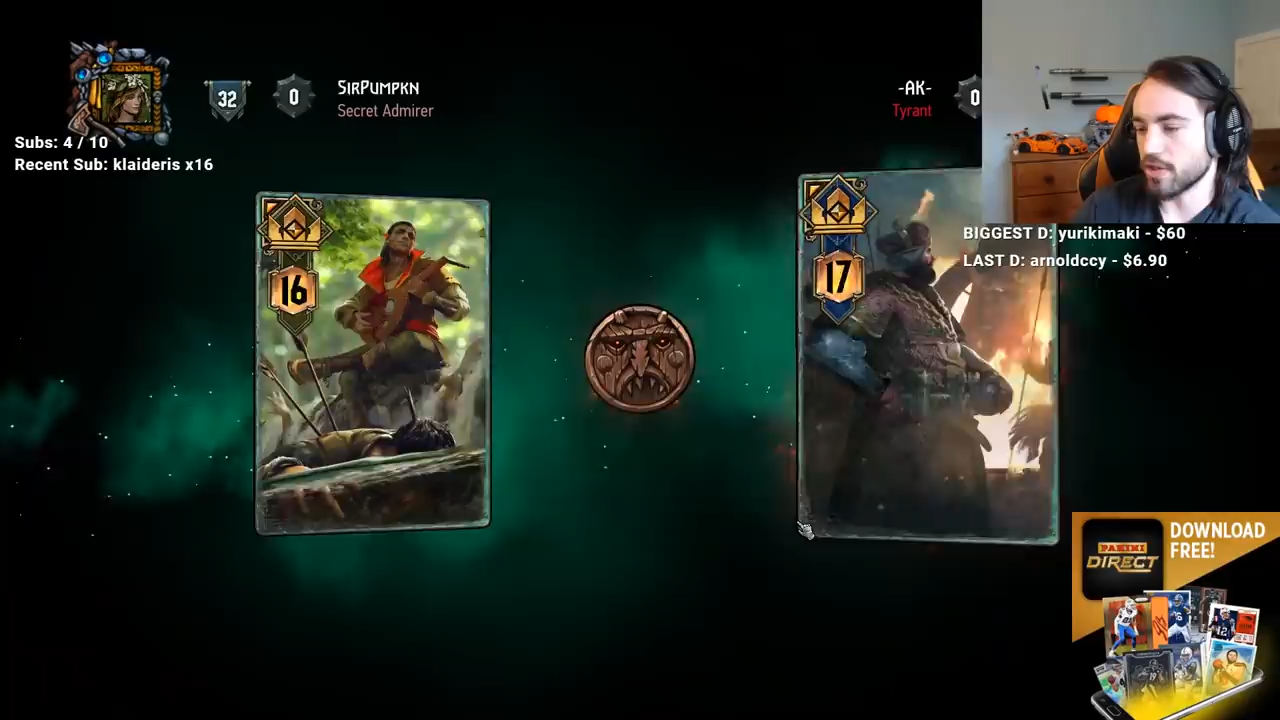 SIRPUMPKN
Secret Admirer
32
0
-AK-
Tyrant
0
Subs: 4 / 10
Recent Sub: klaideris x16
16
17
BIGGEST D: yurikimaki - $60
LAST D: arnoldccy - $6.90
PANINI
DIRECT
DOWNLOAD
FREE!